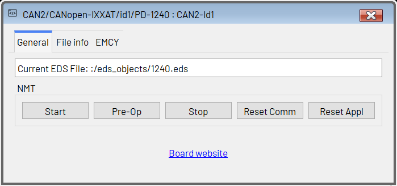 CAN2/CANopen-IXXAT/id1/PD-1240 : CAN2-id1
General File info EMCY
Current EDS File: :/eds_objects/1240.eds
NMT
Start Pre-Op Stop Reset Comm Reset Appl
Board website